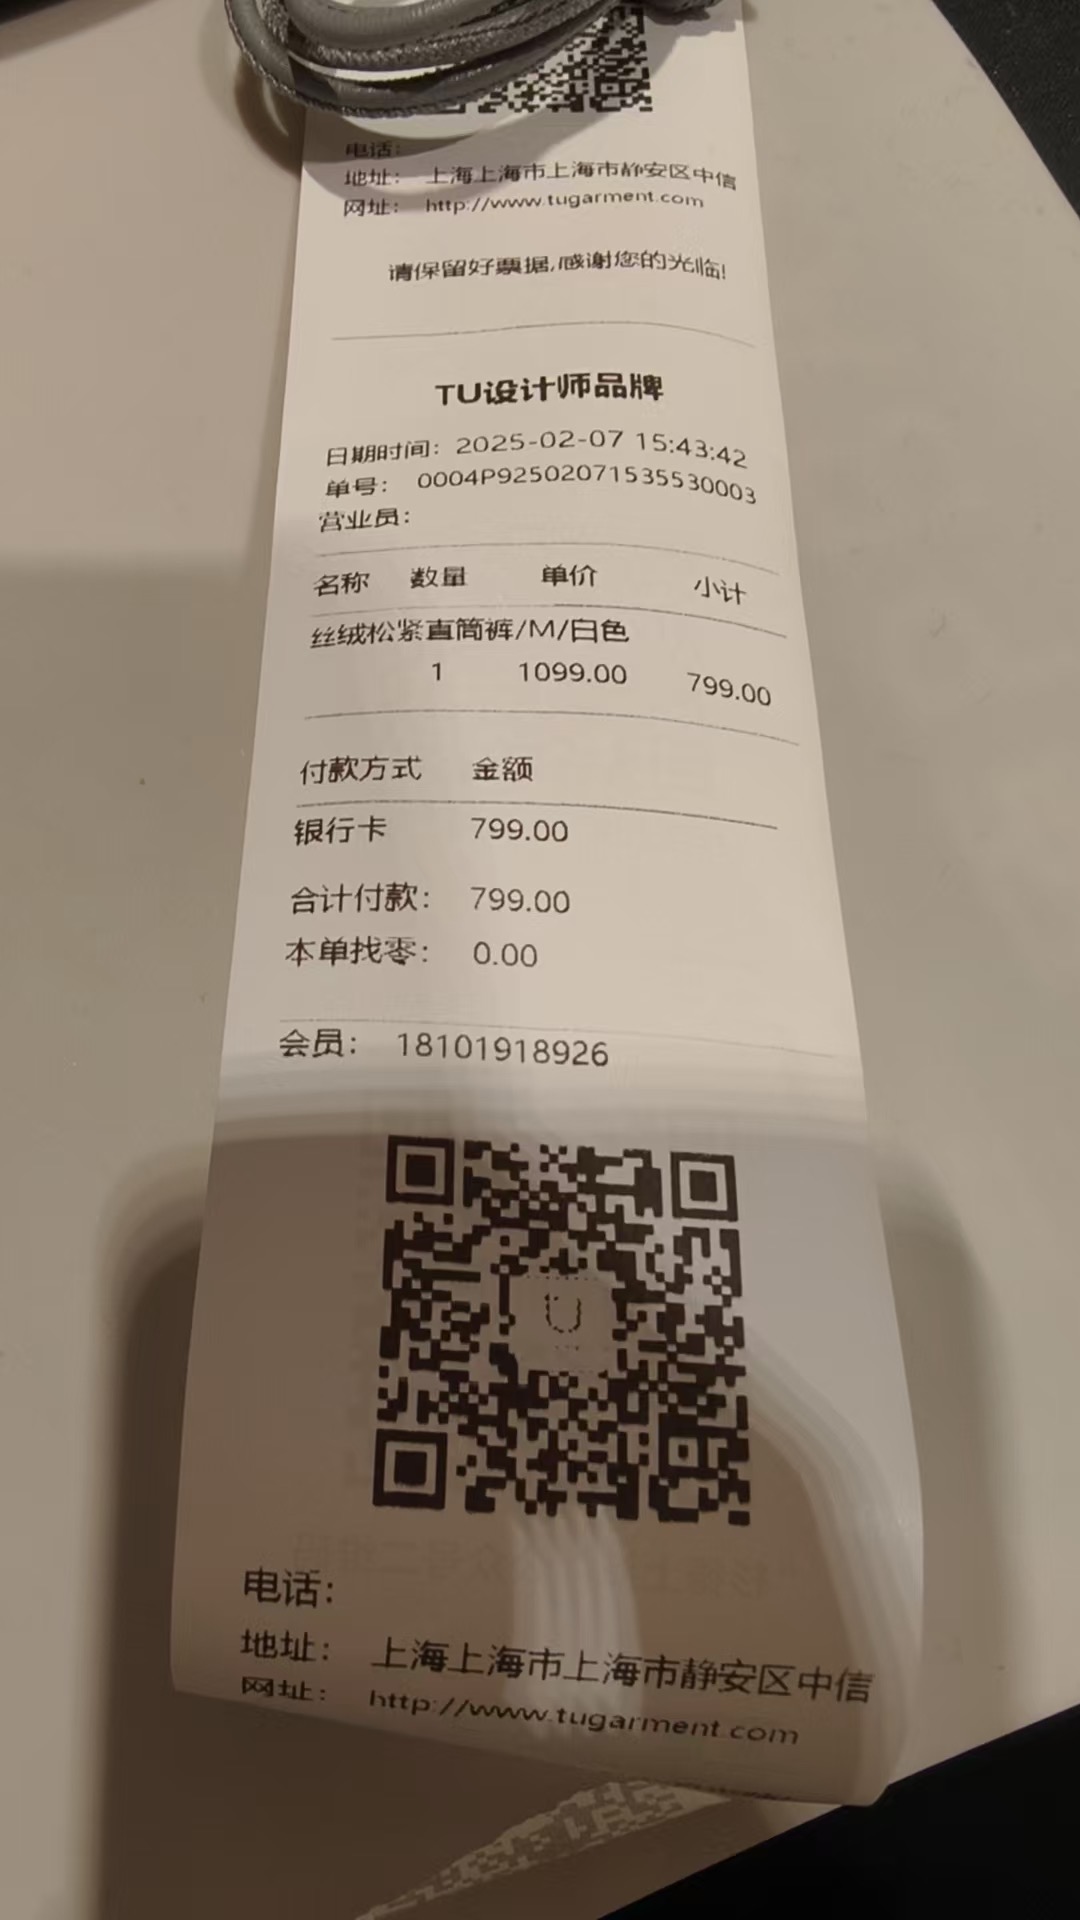 电话:
地址: 上海上海市上海市静安区中信
网址: http://www.tugarment.com
请保留好票据,感谢您的光临!
TU设计师品牌
日期时间: 2025-02-07 15:43:42
单号: 0004P92502071535530003
营业员:
名称 数量 单价 小计
丝绒松紧直筒裤/M/白色
1 1099.00 799.00
付款方式 金额
银行卡 799.00
合计付款: 799.00
本单找零: 0.00
会员: 18101918926
U
电话:
地址: 上海上海市上海市静安区中信
网址: http://www.tugarment.com